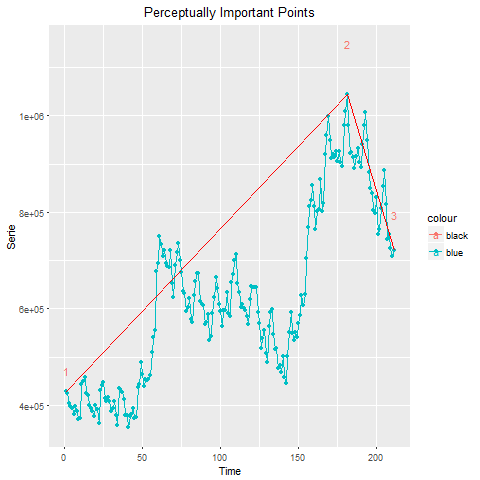 Perceptually Important Points
2
1e+06
8e+05
3
colour
a black
a blue
Serie
6e+05
1
4e+05
0 50 100 150 200
Time